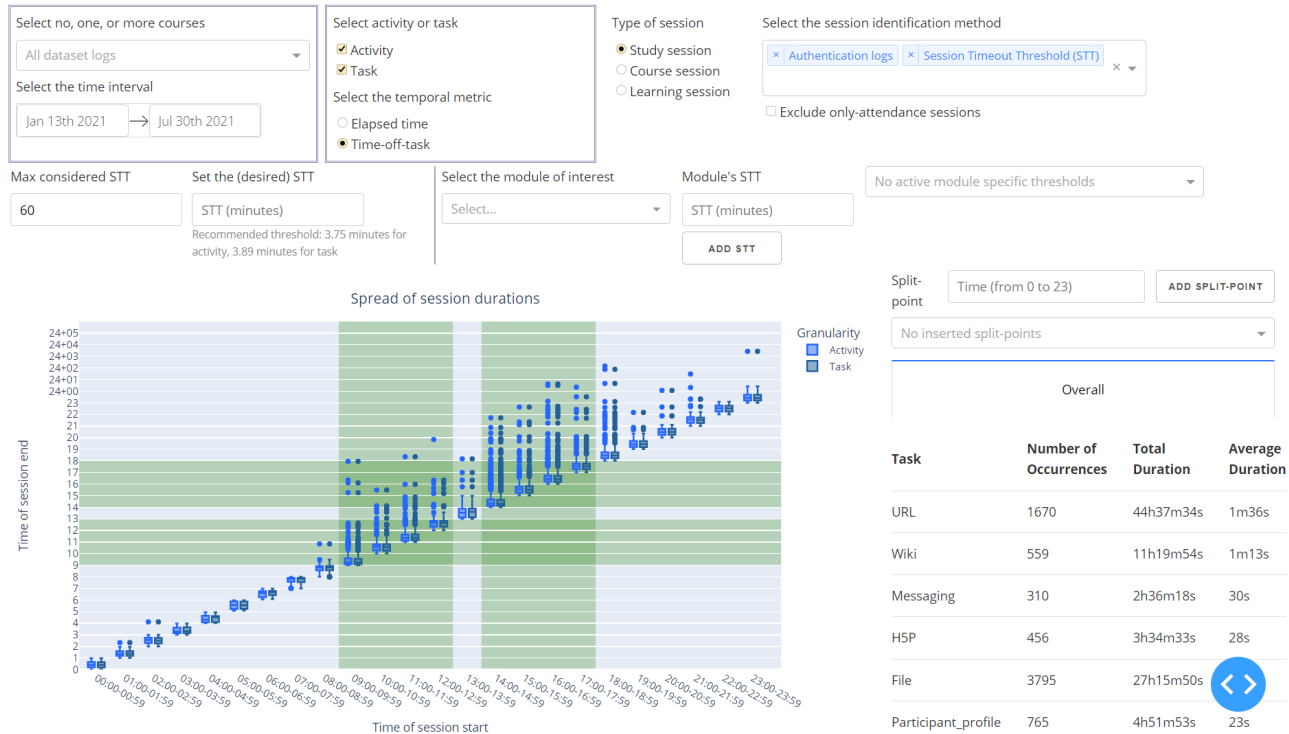 Select no, one, or more courses
All dataset logs
Select the time interval
Jan 13th 2021
Jul 30th 2021
Select activity or task
Activity
Task
Select the temporal metric
Elapsed time
Time-off-task
Type of session
Study session
Course session
Learning session
Select the session identification method
× Authentication logs × Session Timeout Threshold (STT)
Exclude only-attendance sessions
Max considered STT
60
Set the (desired) STT
STT (minutes)
Recommended threshold: 3.75 minutes for
activity, 3.89 minutes for task
Select the module of interest
Select...
Module's STT
STT (minutes)
ADD STT
No active module specific thresholds
Split-
point
Time (from 0 to 23)
ADD SPLIT-POINT
No inserted split-points
Spread of session durations
Time of session end
24+05
24+04
24+03
24+02
24+01
24+00
23
22
21
20
19
18
17
16
15
14
13
12
11
10
9
8
7
6
5
4
3
2
1
0
00:00-00:59
01:00-01:59
02:00-02:59
03:00-03:59
04:00-04:59
05:00-05:59
06:00-06:59
07:00-07:59
08:00-08:59
09:00-09:59
10:00-10:59
11:00-11:59
12:00-12:59
13:00-13:59
14:00-14:59
15:00-15:59
16:00-16:59
17:00-17:59
18:00-18:59
19:00-19:59
20:00-20:59
21:00-21:59
22:00-22:59
23:00-23:59
Time of session start
Granularity
Activity
Task
Overall
Task Number of Occurrences Total Duration Average Duration
URL 1670 44h37m34s 1m36s
Wiki 559 11h19m54s 1m13s
Messaging 310 2h36m18s 30s
H5P 456 3h34m33s 28s
File 3795 27h15m50s
Participant_profile 765 4h51m53s 23s